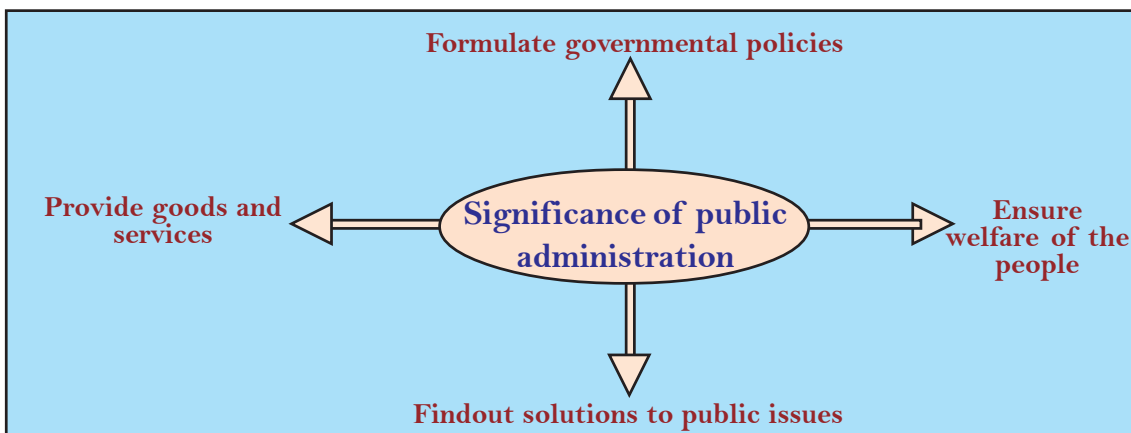 Formulate governmental policies
Provide goods and
services
Significance of public
administration
Ensure
welfare of the
people
Findout solutions to public issues